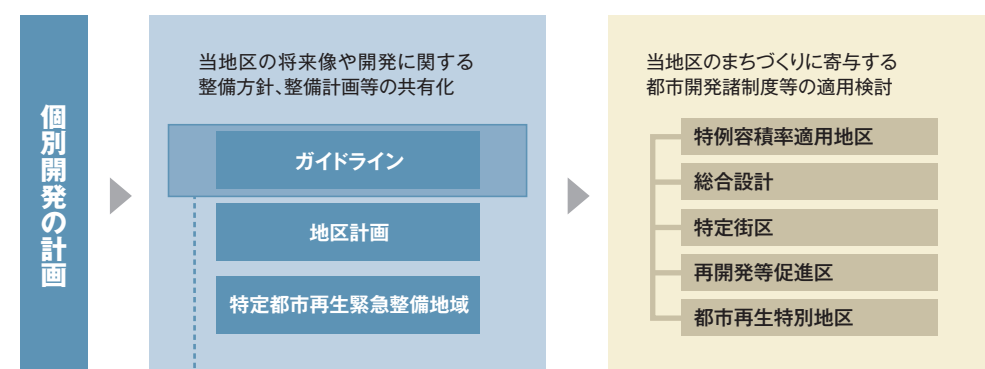 個別開発の計画
当地区の将来像や開発に関する
整備方針、整備計画等の共有化
ガイドライン
地区計画
特定都市再生緊急整備地域
当地区のまちづくりに寄与する
都市開発諸制度等の適用検討
特例容積率適用地区
総合設計
特定街区
再開発等促進区
都市再生特別地区